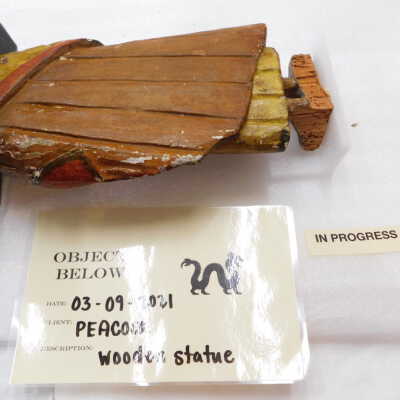 OBJECT
BELOW
IN PROGRESS
DATE: 03-09-2021
CLIENT: PEACOCK
DESCRIPTION: Wooden statue